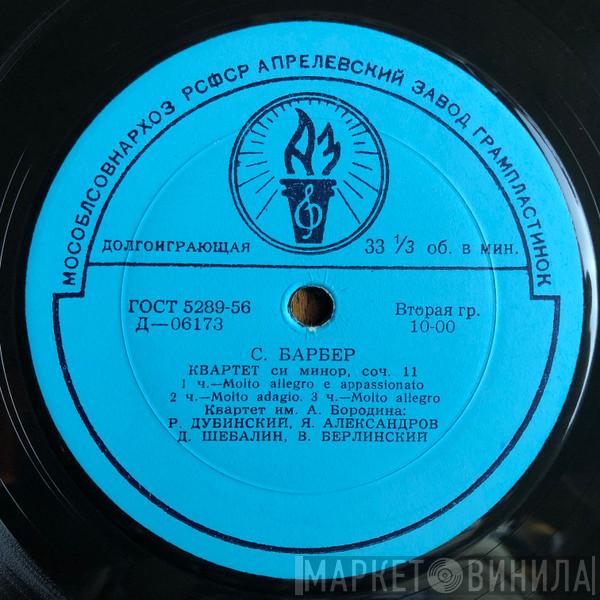 МОСОБЛСОВНАРХОЗ РСФСР АПРЕЛЕВСКИЙ ЗАВОД ГРАМПЛАСТИНОК
АЗ
ДОЛГОИГРАЮЩАЯ 33 1/3 об. в мин.
ГОСТ 5289-56 Вторая гр.
Д—06173 10-00
С. БАРБЕР
КВАРТЕТ си минор, соч. 11
1 ч.—Molto allegro e appassionato
2 ч.—Molto adagio. 3 ч.—Molto allegro
Квартет им. А. Бородина:
Р. ДУБИНСКИЙ, Я. АЛЕКСАНДРОВ
Д. ШЕБАЛИН, В. БЕРЛИНСКИЙ
МАРКЕТ ВИНИЛА